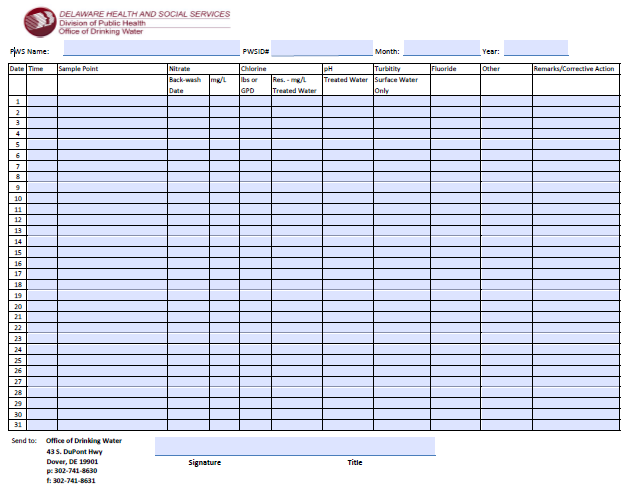 DELAWARE HEALTH AND SOCIAL SERVICES
Division of Public Health
Office of Drinking Water
PWS Name: PWSID# Month: Year:
Date Time Sample Point Nitrate Chlorine pH Turbitity Fluoride Other Remarks/Corrective Action
Back-wash mg/L lbs or Res. - mg/L Treated Water Surface Water
Date GPD Treated Water Only
1
2
3
4
5
6
7
8
9
10
11
12
13
14
15
16
17
18
19
20
21
22
23
24
25
26
27
28
29
30
31
Send to: Office of Drinking Water
43 S. DuPont Hwy
Dover, DE 19901
Signature Title
p: 302-741-8630
f: 302-741-8631